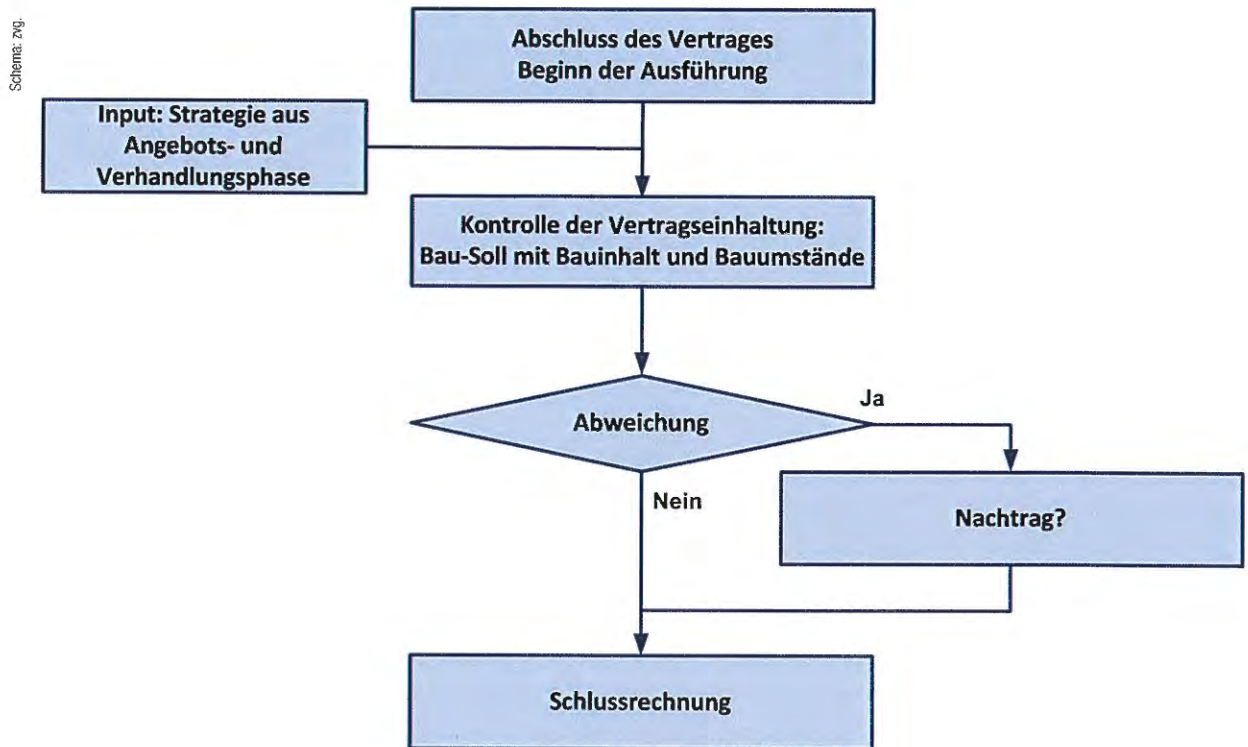 Schema: zvg.
Abschluss des Vertrages
Beginn der Ausführung
Input: Strategie aus
Angebots- und
Verhandlungsphase
Kontrolle der Vertragseinhaltung:
Bau-Soll mit Bauinhalt und Bauumstände
Abweichung
Ja
Nein
Nachtrag?
Schlussrechnung